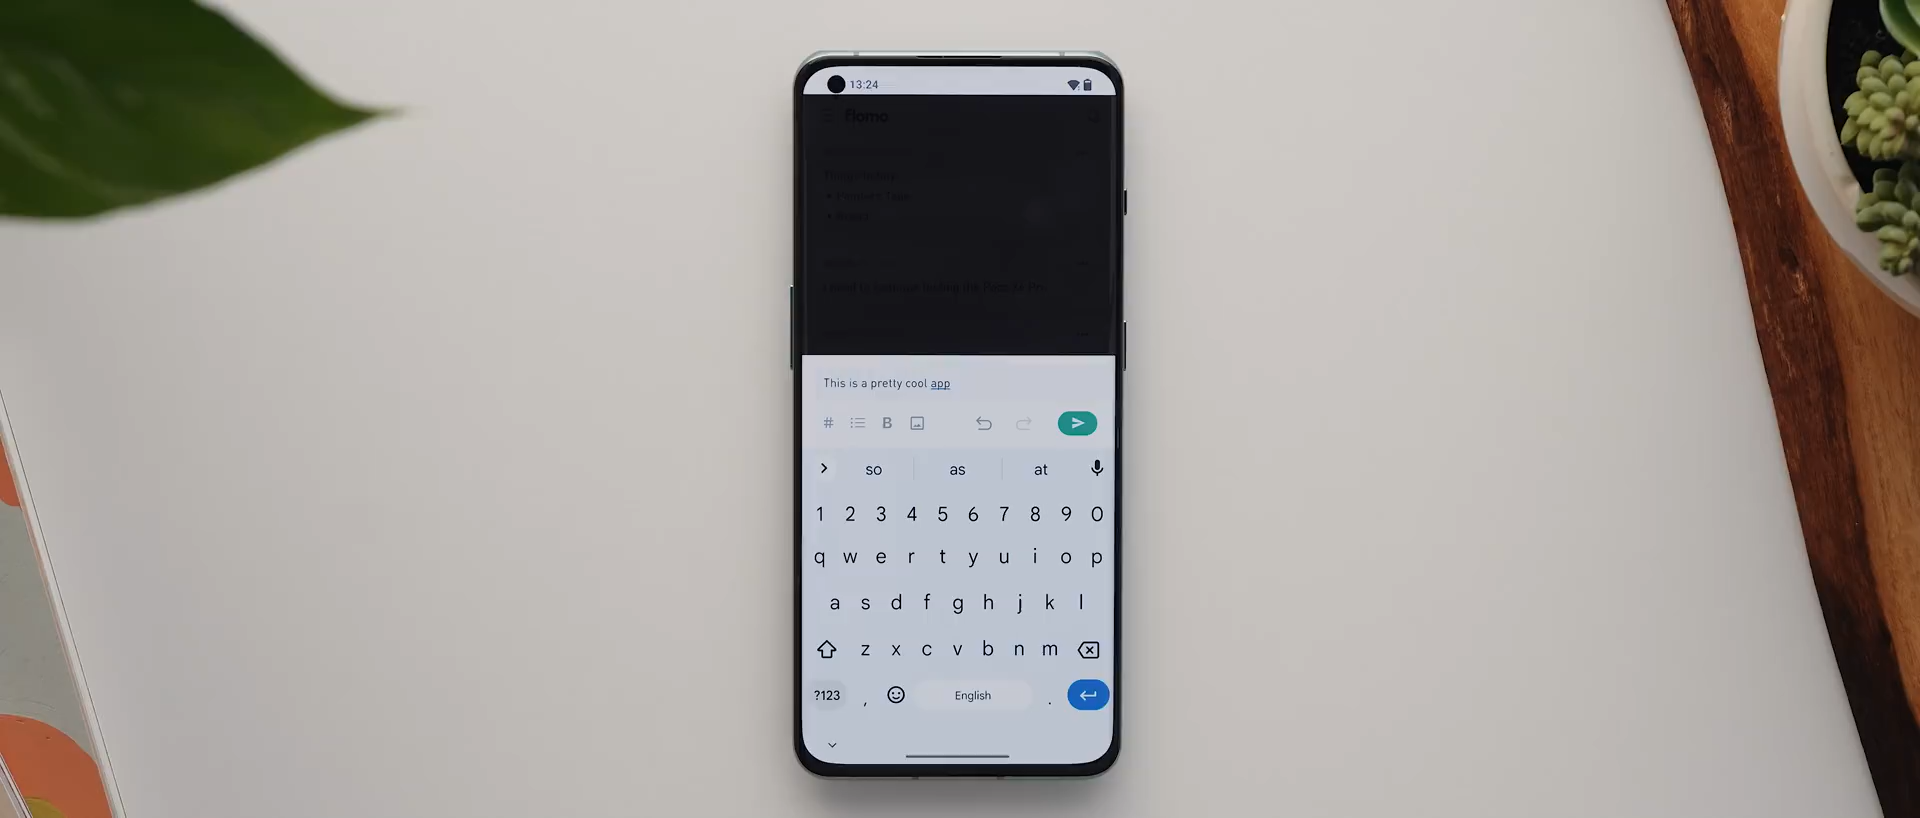 13:24
flomo
This is a pretty cool app
# B
so as at
1 2 3 4 5 6 7 8 9 0
q w e r t y u i o p
a s d f g h j k l
z x c v b n m
?123 , English .